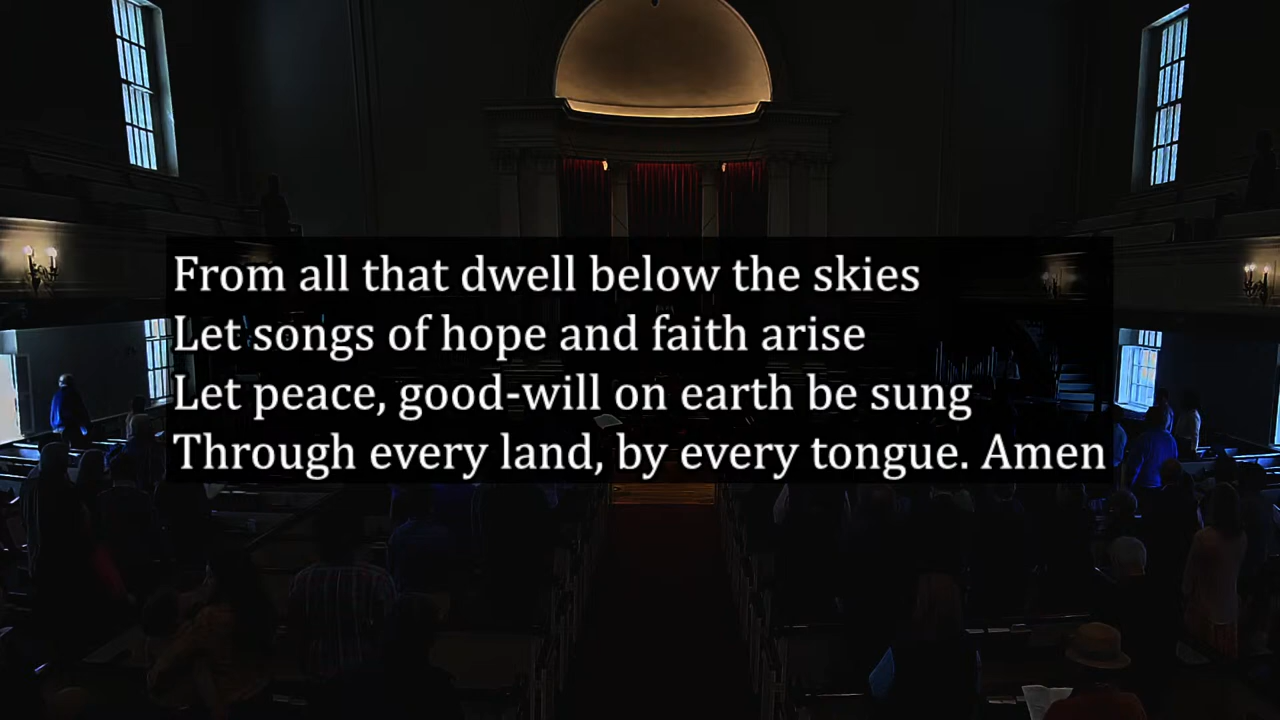 From all that dwell below the skies
Let songs of hope and faith arise
Let peace, good-will on earth be sung
Through every land, by every tongue. Amen